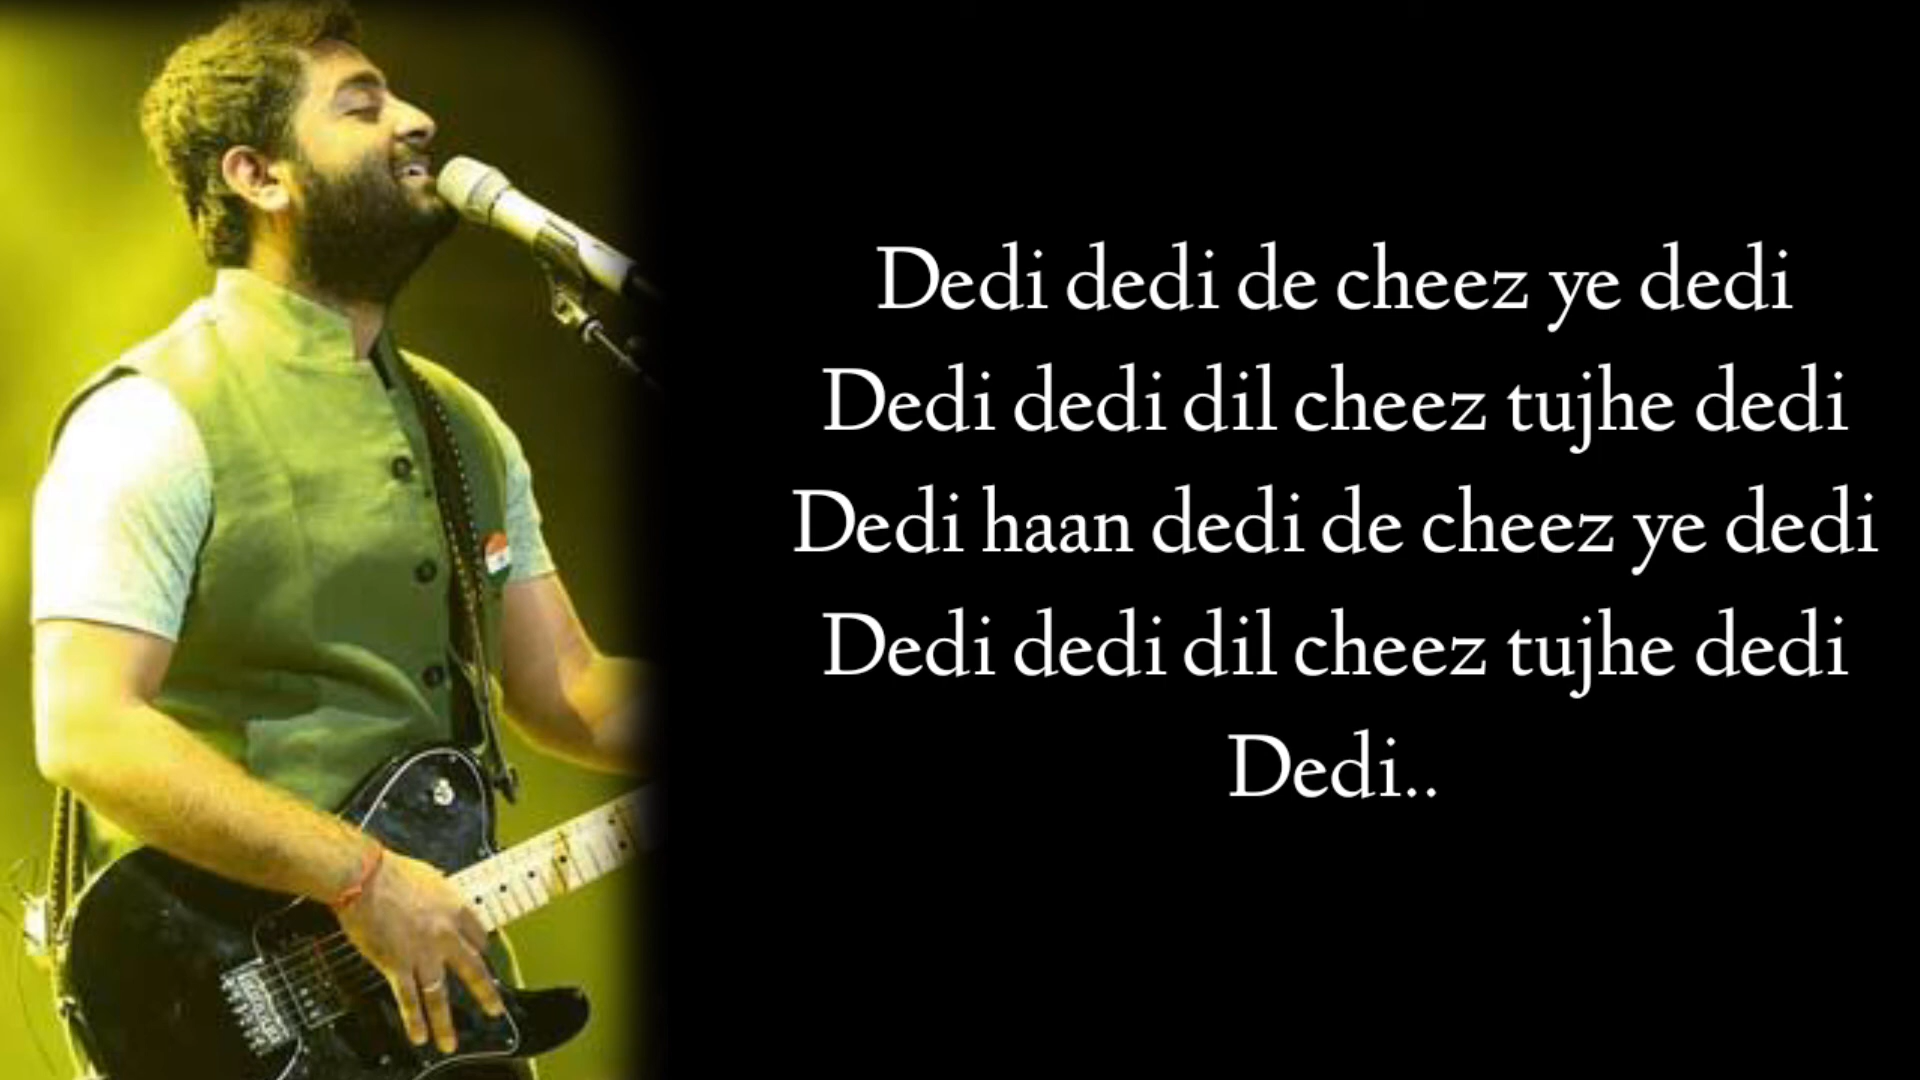 Dedi dedi de cheez ye dedi
Dedi dedi dil cheez tujhe dedi
Dedi haan dedi de cheez ye dedi
Dedi dedi dil cheez tujhe dedi
Dedi..